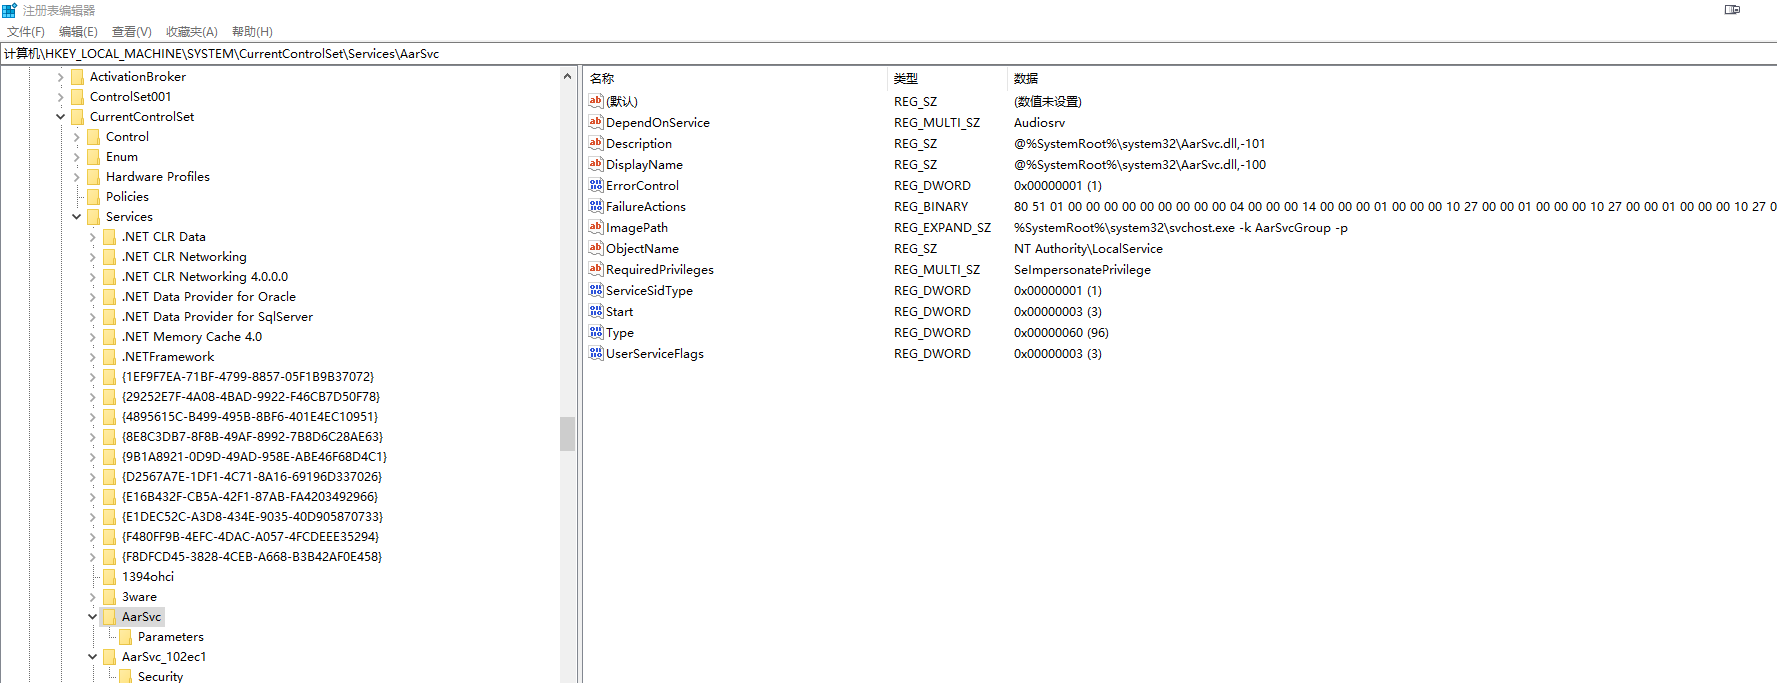 注册表编辑器
文件(F) 编辑(E) 查看(V) 收藏夹(A) 帮助(H)
计算机\HKEY_LOCAL_MACHINE\SYSTEM\CurrentControlSet\Services\AarSvc
ActivationBroker
ControlSet001
CurrentControlSet
Control
Enum
Hardware Profiles
Policies
Services
.NET CLR Data
.NET CLR Networking
.NET CLR Networking 4.0.0.0
.NET Data Provider for Oracle
.NET Data Provider for SqlServer
.NET Memory Cache 4.0
.NETFramework
{1EF9F7EA-71BF-4799-8857-05F1B9B37072}
{29252E7F-4A08-4BAD-9922-F46CB7D50F78}
{4895615C-B499-495B-8BF6-401E4EC10951}
{8E8C3DB7-8F8B-49AF-8992-7B8D6C28AE63}
{9B1A8921-0D9D-49AD-958E-ABE46F68D4C1}
{D2567A7E-1DF1-4C71-8A16-69196D337026}
{E16B432F-CB5A-42F1-87AB-FA4203492966}
{E1DEC52C-A3D8-434E-9035-40D905870733}
{F480FF9B-4EFC-4DAC-A057-4FCDEEE35294}
{F8DFCD45-3828-4CEB-A668-B3B42AF0E458}
1394ohci
3ware
AarSvc
Parameters
AarSvc_102ec1
Security
名称 类型 数据
(默认) REG_SZ (数值未设置)
DependOnService REG_MULTI_SZ Audiosrv
Description REG_SZ @%SystemRoot%\system32\AarSvc.dll,-101
DisplayName REG_SZ @%SystemRoot%\system32\AarSvc.dll,-100
ErrorControl REG_DWORD 0x00000001 (1)
FailureActions REG_BINARY 80 51 01 00 00 00 00 00 00 00 00 00 04 00 00 00 14 00 00 00 01 00 00 00 10 27 00 00 01 00 00 00 10 27 00 00 01 00 00 00 10 27 0
ImagePath REG_EXPAND_SZ %SystemRoot%\system32\svchost.exe -k AarSvcGroup -p
ObjectName REG_SZ NT Authority\LocalService
RequiredPrivileges REG_MULTI_SZ SeImpersonatePrivilege
ServiceSidType REG_DWORD 0x00000001 (1)
Start REG_DWORD 0x00000003 (3)
Type REG_DWORD 0x00000060 (96)
UserServiceFlags REG_DWORD 0x00000003 (3)